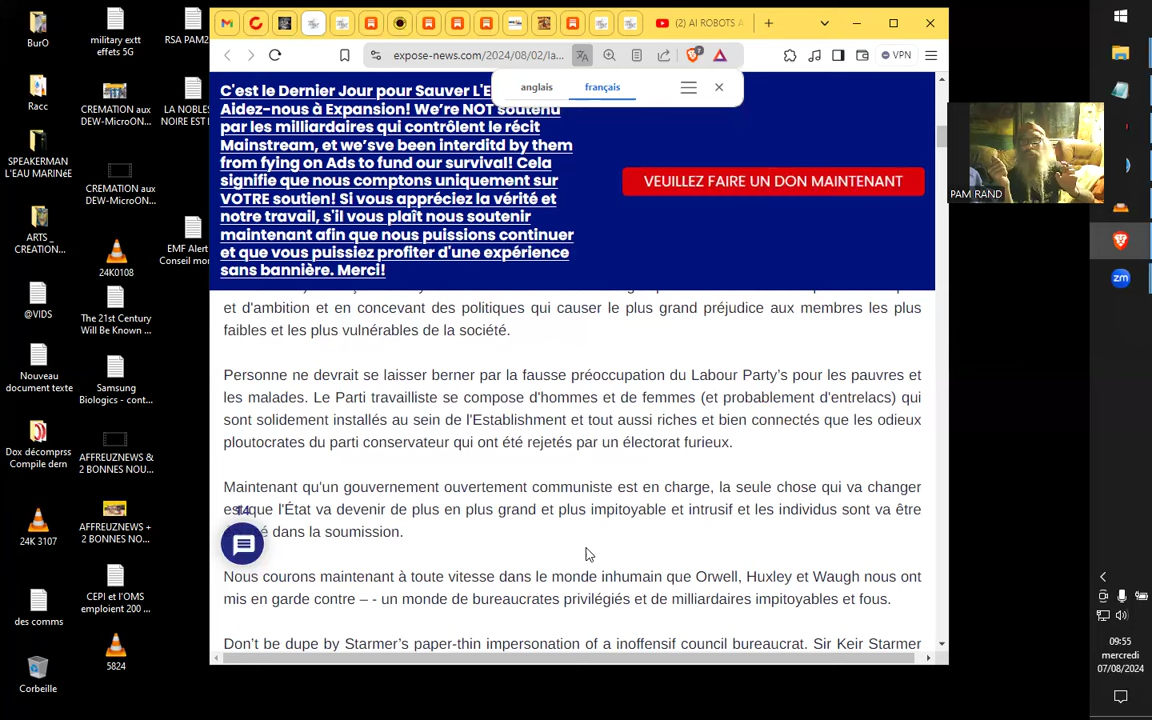 BurO
military extt
effets 5G
RSA PAM2
Racc
CREMATION aux
DEW-MicroON...
LA NOBLES
NOIRE EST I
SPEAKERMAN
L'EAU MARINéE
CREMATION aux
DEW-MicroON...
ARTS _
CREATION...
24K0108
EMF Alert
Conseil mor
@VIDS
The 21st Century
Will Be Known ...
Nouveau
document texte
Samsung
Biologics - cont...
Dox décomprss
Compile dern
AFFREUZNEWS &
2 BONNES NOU...
24K 3107
AFFREUZNEWS +
2 BONNES NOU...
des comms
CEPI et l'OMS
emploient 200 ...
5824
Corbeille
(2) AI ROBOTS A
expose-news.com/2024/08/02/la...
7
VPN
anglais
français
C'est le Dernier Jour pour Sauver L'E
Aidez-nous à Expansion! We're NOT soutenu
par les milliardaires qui contrôlent le récit
Mainstream, et we'sve been interditd by them
from fying on Ads to fund our survival! Cela
signifie que nous comptons uniquement sur
VOTRE soutien! Si vous appréciez la vérité et
notre travail, s'il vous plaît nous soutenir
maintenant afin que nous puissions continuer
et que vous puissiez profiter d'une expérience
sans bannière. Merci!
VEUILLEZ FAIRE UN DON MAINTENANT
et d'ambition et en concevant des politiques qui causer le plus grand préjudice aux membres les plus
faibles et les plus vulnérables de la société.
Personne ne devrait se laisser berner par la fausse préoccupation du Labour Party's pour les pauvres et
les malades. Le Parti travailliste se compose d'hommes et de femmes (et probablement d'entrelacs) qui
sont solidement installés au sein de l'Establishment et tout aussi riches et bien connectés que les odieux
ploutocrates du parti conservateur qui ont été rejetés par un électorat furieux.
Maintenant qu'un gouvernement ouvertement communiste est en charge, la seule chose qui va changer
est que l'État va devenir de plus en plus grand et plus impitoyable et intrusif et les individus sont va être
dans la soumission.
14
Nous courons maintenant à toute vitesse dans le monde inhumain que Orwell, Huxley et Waugh nous ont
mis en garde contre – - un monde de bureaucrates privilégiés et de milliardaires impitoyables et fous.
Don't be dupe by Starmer's paper-thin impersonation of a inoffensif council bureaucrat. Sir Keir Starmer
PAM RAND
zm
09:55
mercredi
07/08/2024